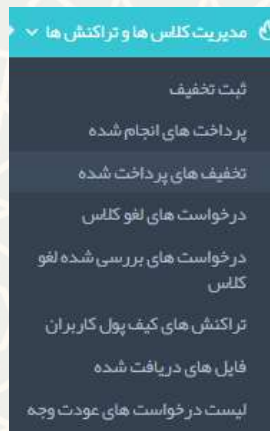 مدیریت کلاس ها و تراکنش ها
ثبت تخفیف
پرداخت های انجام شده
تخفیف های پرداخت شده
درخواست های لغو کلاس
درخواست های بررسی شده لغو
کلاس
تراکنش های کیف پول کاربران
فایل های دریافت شده
لیست درخواست های عودت وجه